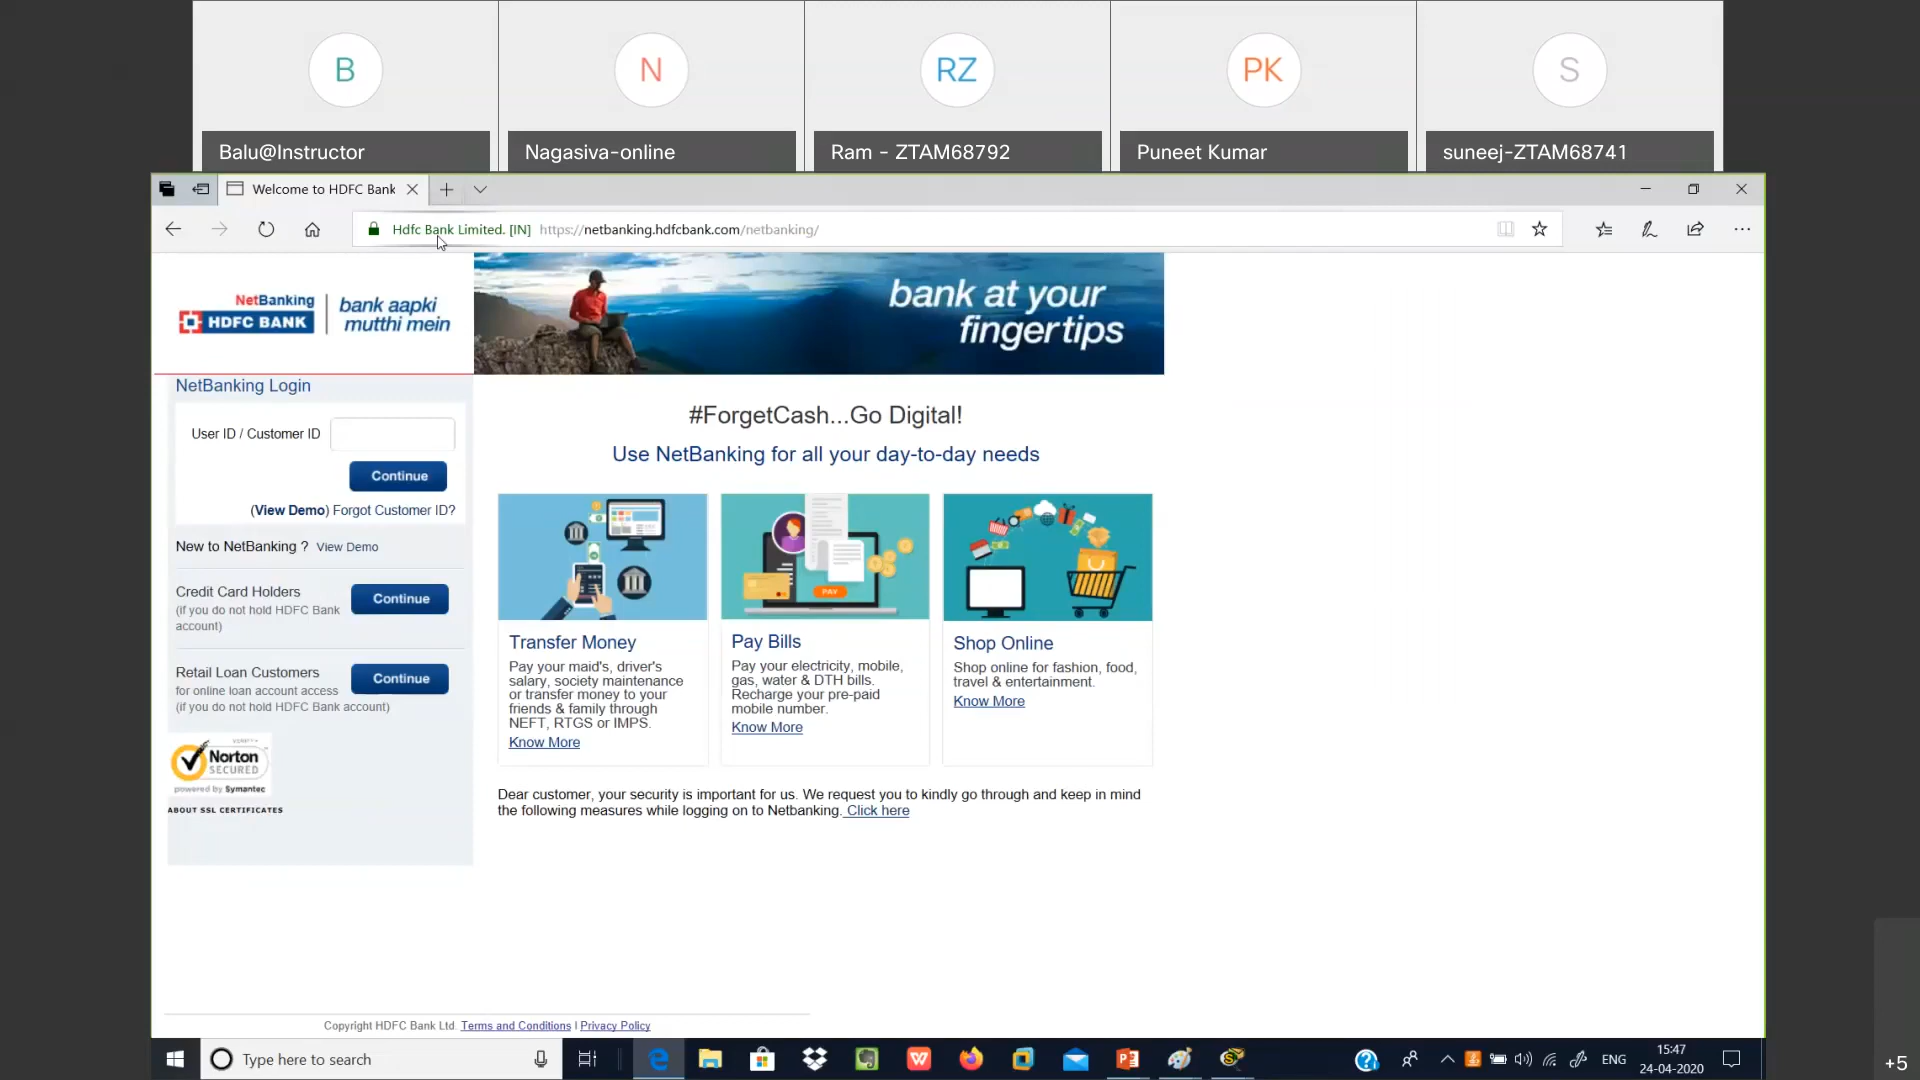 B
N
RZ
PK
S
Balu@Instructor
Nagasiva-online
Ram - ZTAM68792
Puneet Kumar
suneej-ZTAM68741
Welcome to HDFC Bank
Hdfc Bank Limited. [IN] https://netbanking.hdfcbank.com/netbanking/
NetBanking
HDFC BANK
bank aapki
mutthi mein
bank at your
fingertips
NetBanking Login
User ID / Customer ID
Continue
(View Demo) Forgot Customer ID?
New to NetBanking ? View Demo
Credit Card Holders
(if you do not hold HDFC Bank
account)
Continue
Retail Loan Customers
for online loan account access
(if you do not hold HDFC Bank account)
Continue
VERIFY
Norton
SECURED
powered by Symantec
ABOUT SSL CERTIFICATES
#ForgetCash...Go Digital!
Use NetBanking for all your day-to-day needs
Transfer Money
Pay your maid's, driver's
salary, society maintenance
or transfer money to your
friends & family through
NEFT, RTGS or IMPS.
Know More
PAY
Pay Bills
Pay your electricity, mobile,
gas, water & DTH bills.
Recharge your pre-paid
mobile number.
Know More
Shop Online
Shop online for fashion, food,
travel & entertainment.
Know More
Dear customer, your security is important for us. We request you to kindly go through and keep in mind
the following measures while logging on to Netbanking. Click here
Copyright HDFC Bank Ltd. Terms and Conditions I Privacy Policy
Type here to search
ENG
15:47
24-04-2020
+5